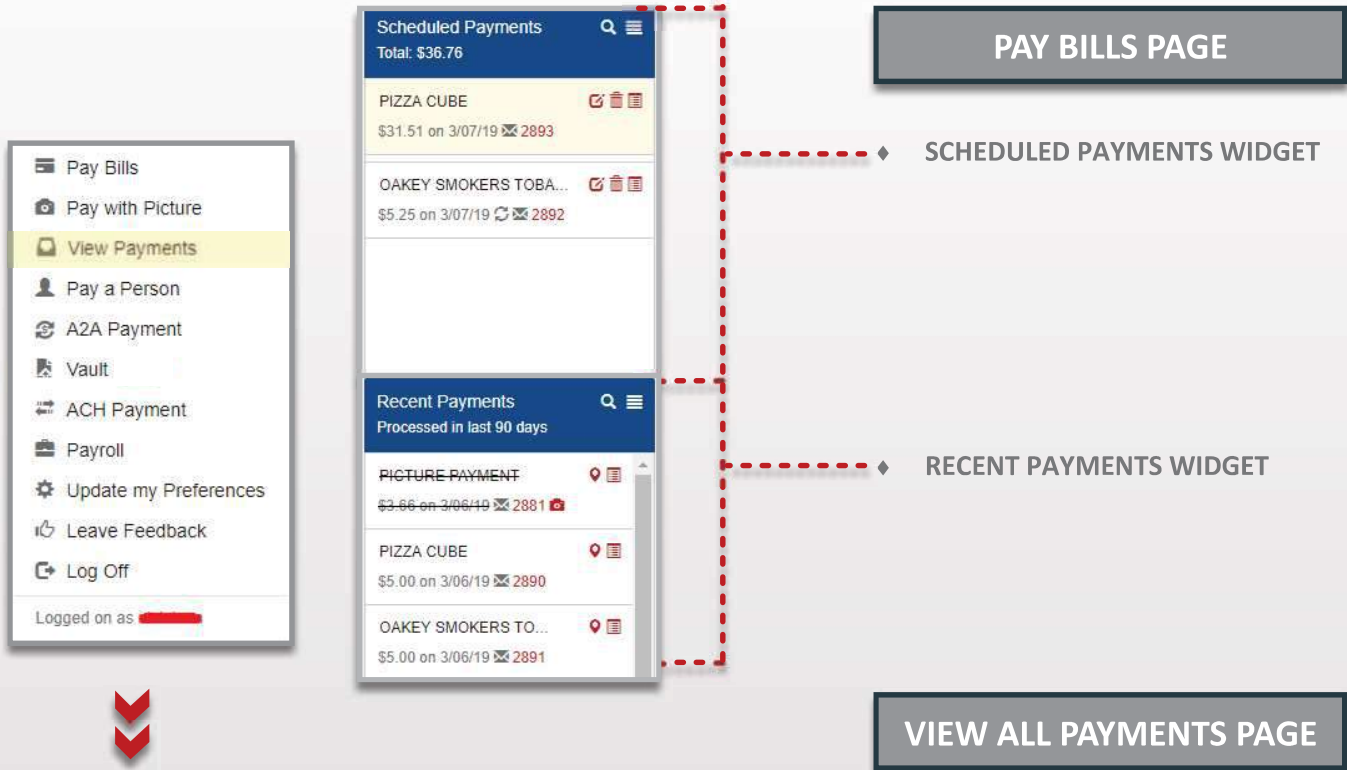 Pay Bills
Pay with Picture
View Payments
Pay a Person
A2A Payment
Vault
ACH Payment
Payroll
Update my Preferences
Leave Feedback
Log Off
Logged on as
Scheduled Payments
Total: $36.76
PIZZA CUBE
$31.51 on 3/07/19 2893
OAKEY SMOKERS TOBA...
$5.25 on 3/07/19 2892
Recent Payments
Processed in last 90 days
PICTURE PAYMENT
$3.66 on 3/06/19 2881
PIZZA CUBE
$5.00 on 3/06/19 2890
OAKEY SMOKERS TO...
$5.00 on 3/06/19 2891
PAY BILLS PAGE
♦ SCHEDULED PAYMENTS WIDGET
♦ RECENT PAYMENTS WIDGET
VIEW ALL PAYMENTS PAGE